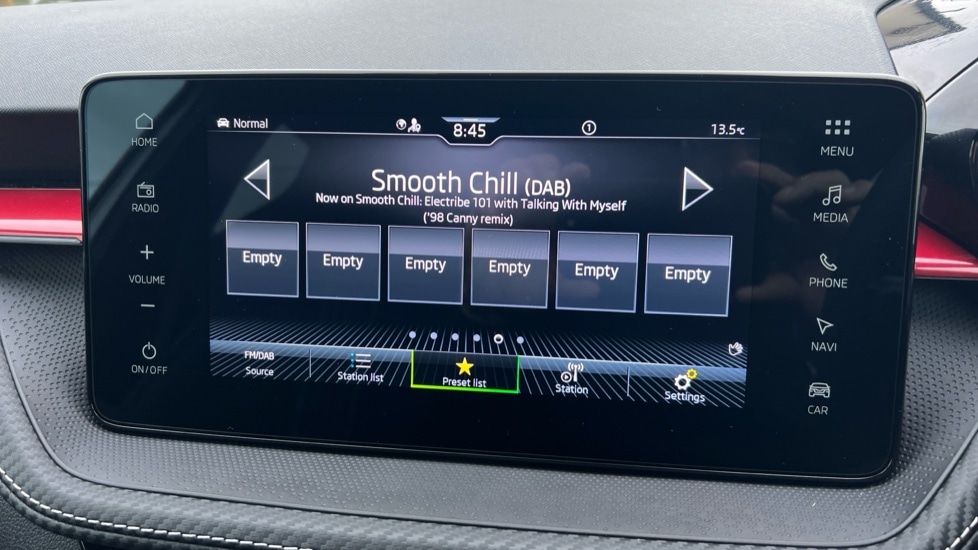 HOME
RADIO
VOLUME
ON/OFF
Normal
8:45
1
13.5°C
Smooth Chill (DAB)
Now on Smooth Chill: Electribe 101 with Talking With Myself
('98 Canny remix)
Empty Empty Empty Empty Empty Empty
FM/DAB
Source
Station list
Preset list
Station
Settings
MENU
MEDIA
PHONE
NAVI
CAR